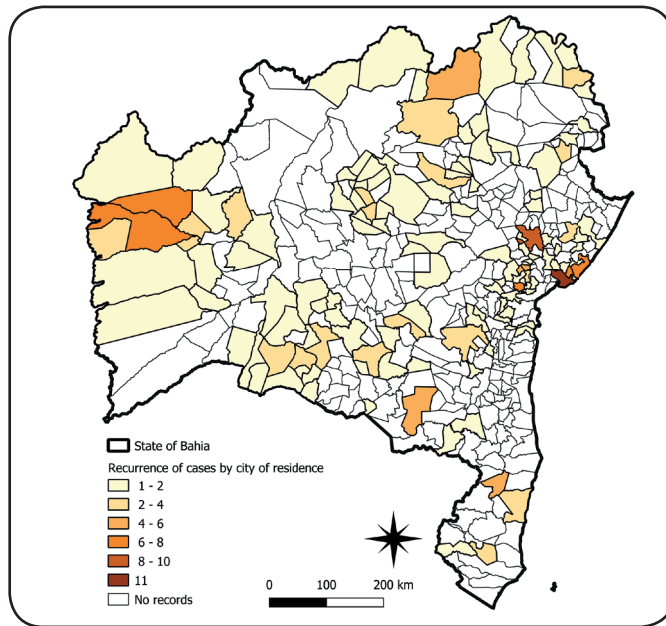 State of Bahia
Recurrence of cases by city of residence
1 - 2
2 - 4
4 - 6
6 - 8
8 - 10
11
No records
0 100 200 km